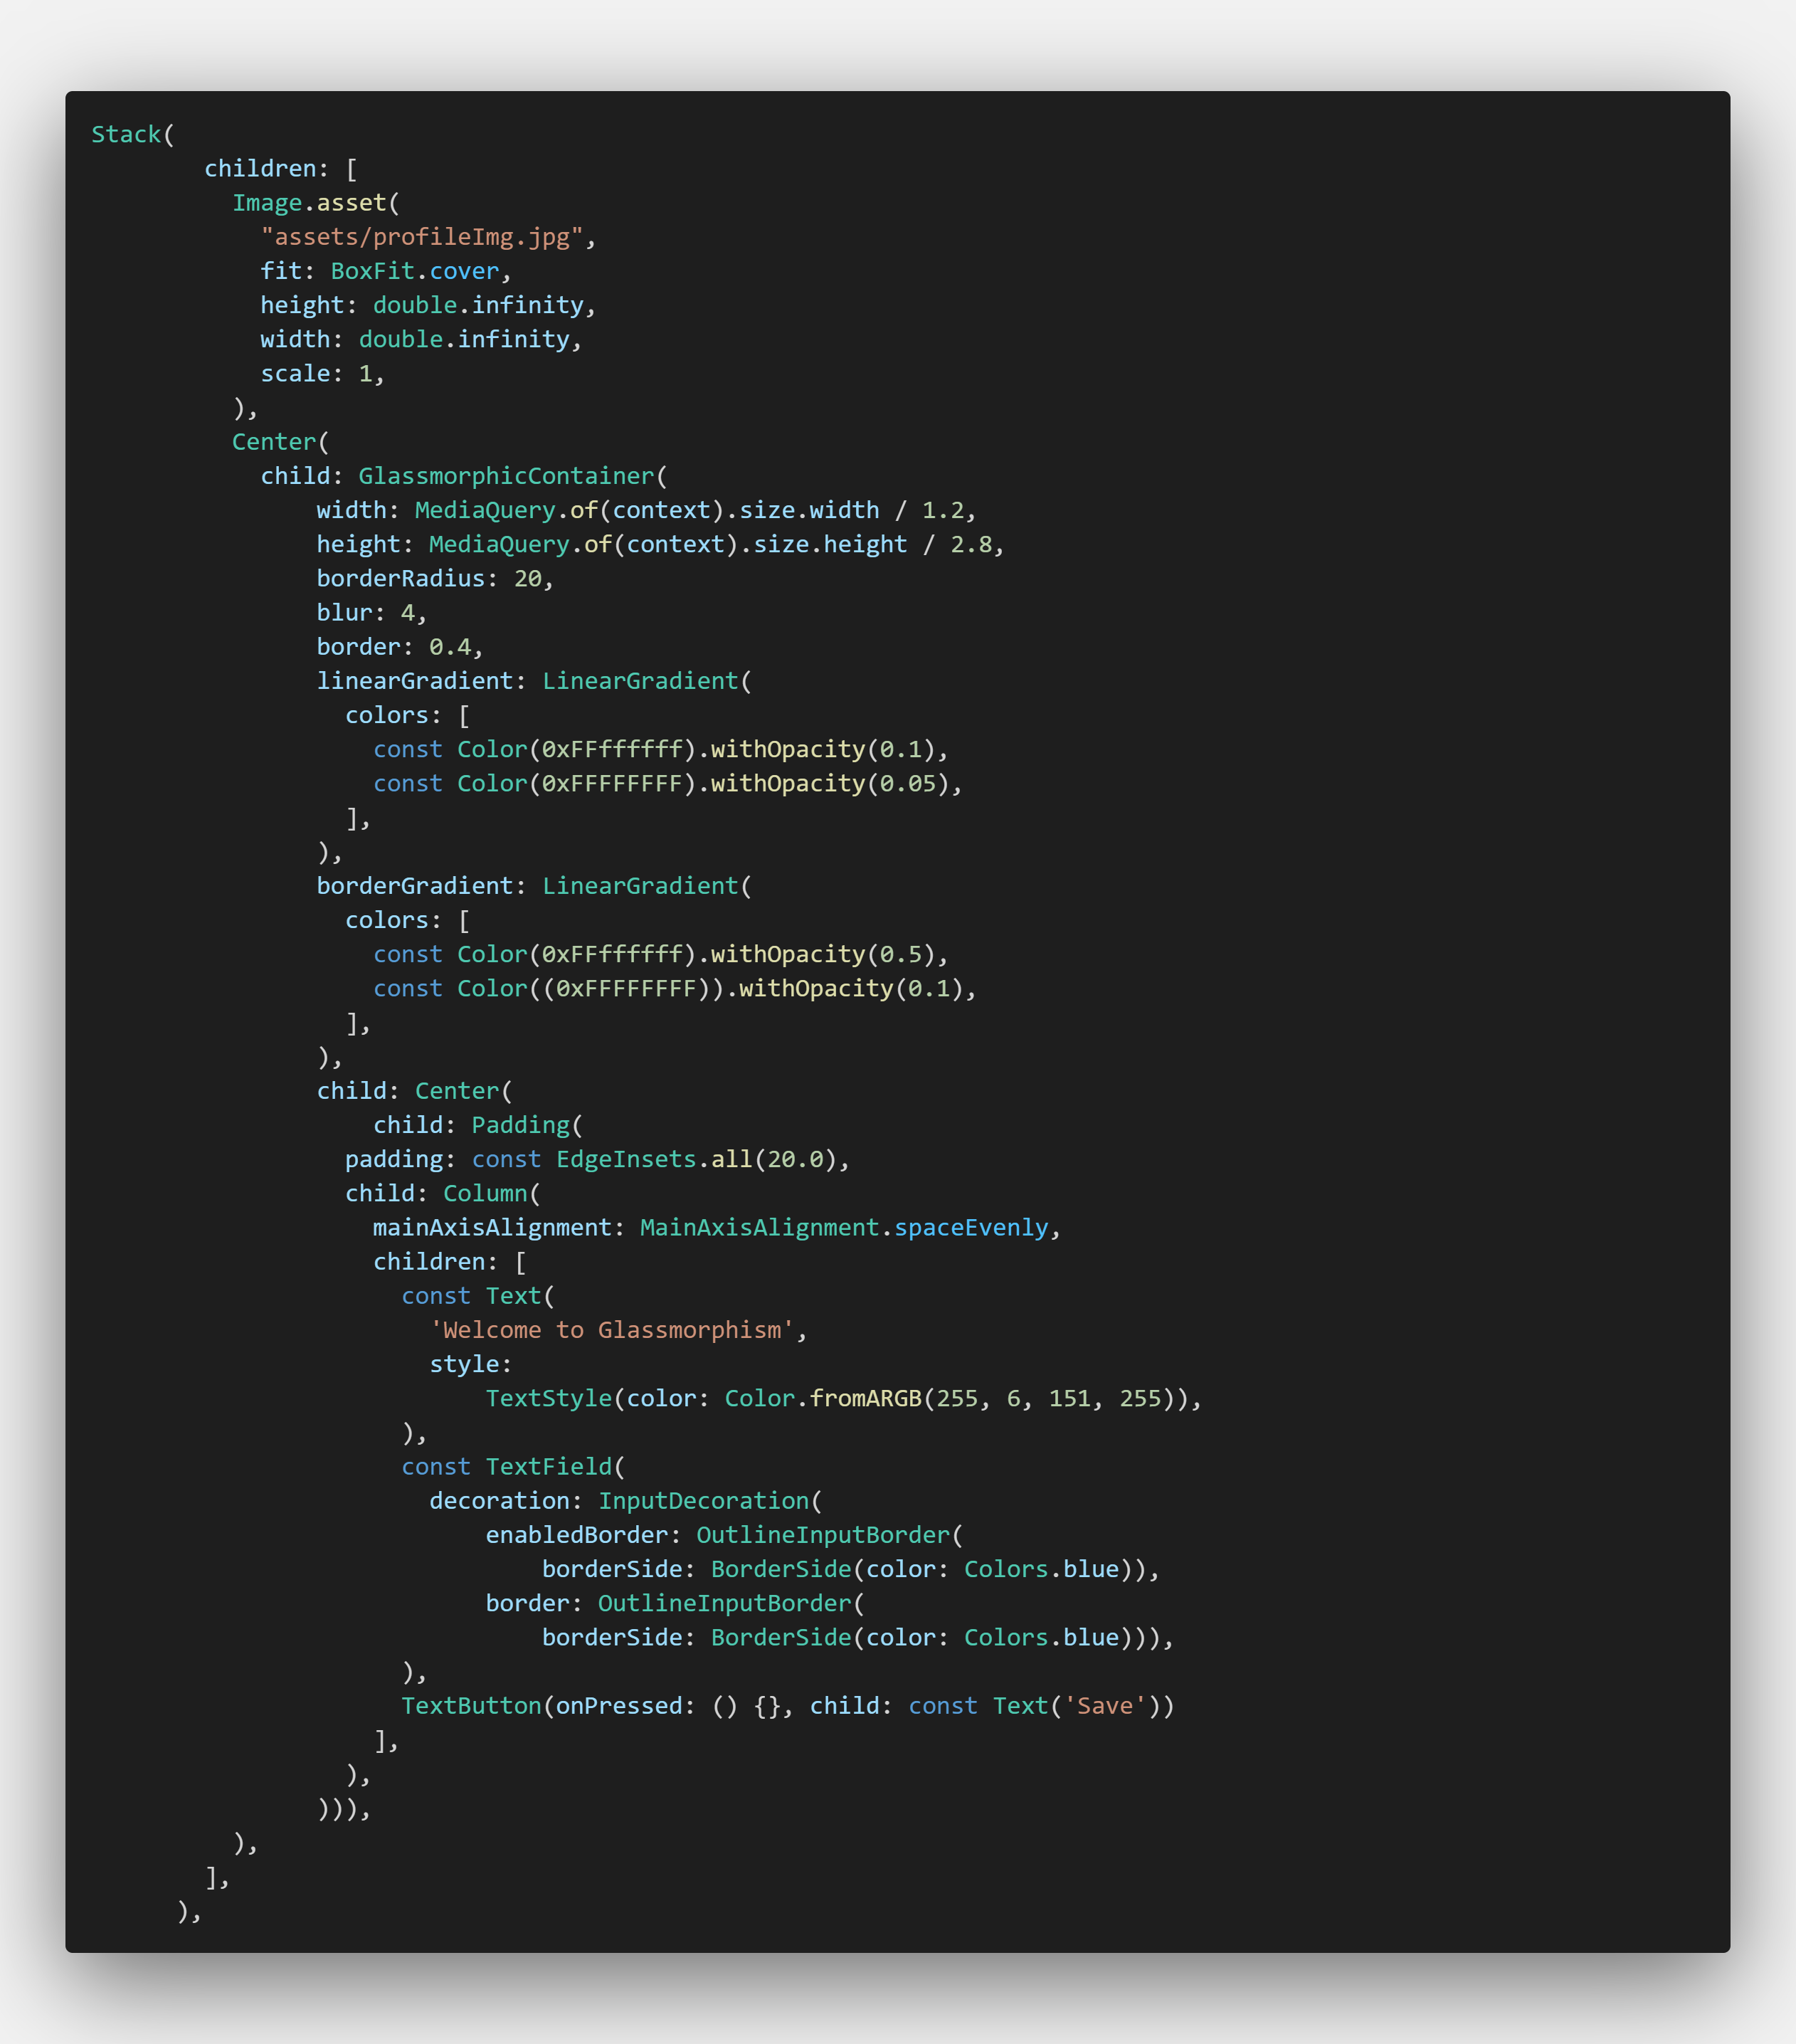 Stack(
        children: [
          Image.asset(
            "assets/profileImg.jpg",
            fit: BoxFit.cover,
            height: double.infinity,
            width: double.infinity,
            scale: 1,
          ),
          Center(
            child: GlassmorphicContainer(
                width: MediaQuery.of(context).size.width / 1.2,
                height: MediaQuery.of(context).size.height / 2.8,
                borderRadius: 20,
                blur: 4,
                border: 0.4,
                linearGradient: LinearGradient(
                  colors: [
                    const Color(0xFFffffff).withOpacity(0.1),
                    const Color(0xFFFFFFFF).withOpacity(0.05),
                  ],
                ),
                borderGradient: LinearGradient(
                  colors: [
                    const Color(0xFFffffff).withOpacity(0.5),
                    const Color((0xFFFFFFFF)).withOpacity(0.1),
                  ],
                ),
                child: Center(
                    child: Padding(
                  padding: const EdgeInsets.all(20.0),
                  child: Column(
                    mainAxisAlignment: MainAxisAlignment.spaceEvenly,
                    children: [
                      const Text(
                        'Welcome to Glassmorphism',
                        style:
                            TextStyle(color: Color.fromARGB(255, 6, 151, 255)),
                      ),
                      const TextField(
                        decoration: InputDecoration(
                            enabledBorder: OutlineInputBorder(
                                borderSide: BorderSide(color: Colors.blue)),
                            border: OutlineInputBorder(
                                borderSide: BorderSide(color: Colors.blue))),
                      ),
                      TextButton(onPressed: () {}, child: const Text('Save'))
                    ],
                  ),
                ))),
          ),
        ],
      ),